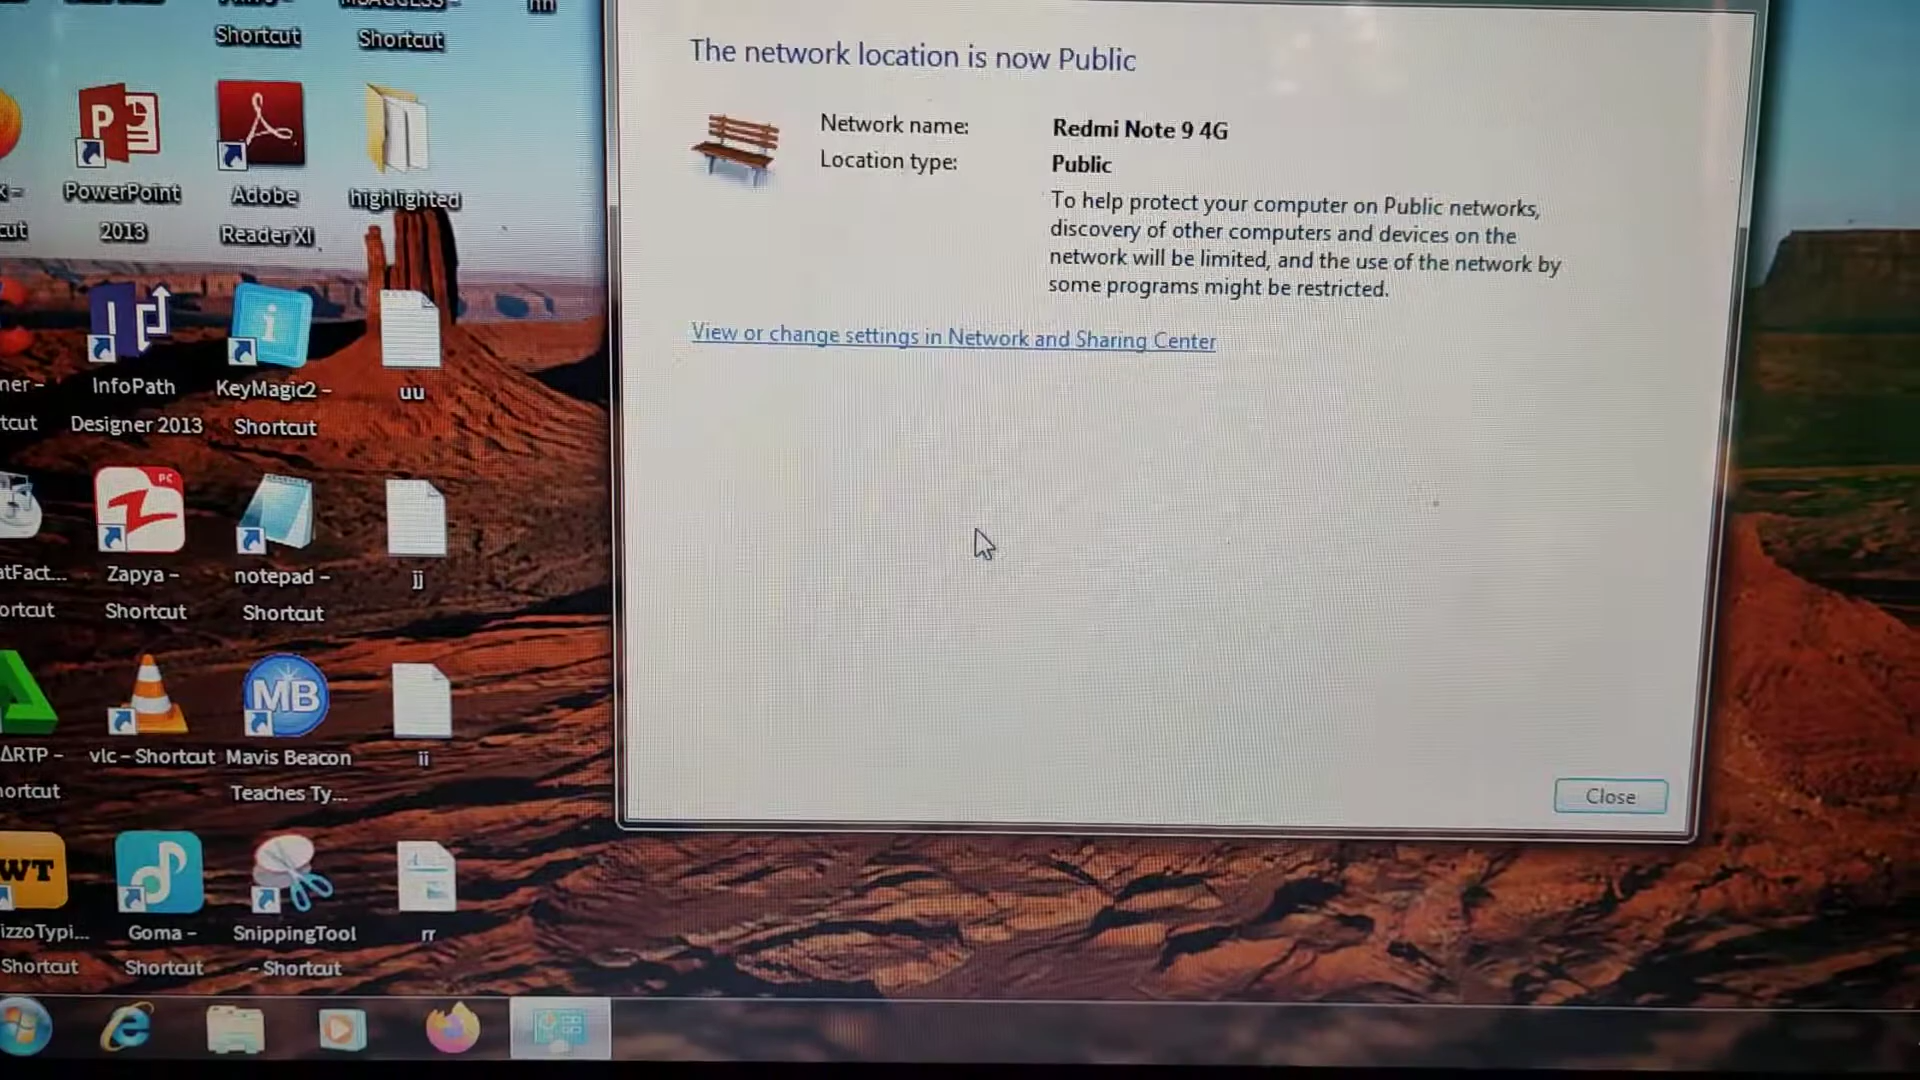 Shortcut
Shortcut
The network location is now Public
Network name:
Redmi Note 9 4G
Location type:
Public
To help protect your computer on Public networks,
discovery of other computers and devices on the
network will be limited, and the use of the network by
some programs might be restricted.
View or change settings in Network and Sharing Center
Close
PowerPoint
2013
Adobe
Reader XI
highlighted
InfoPath
Designer 2013
KeyMagic2 –
Shortcut
uu
PC
Zapya –
Shortcut
notepad –
Shortcut
jj
vlc – Shortcut
MB
Mavis Beacon
Teaches Ty...
ii
Goma –
Shortcut
SnippingTool
– Shortcut
rr
Shortcut